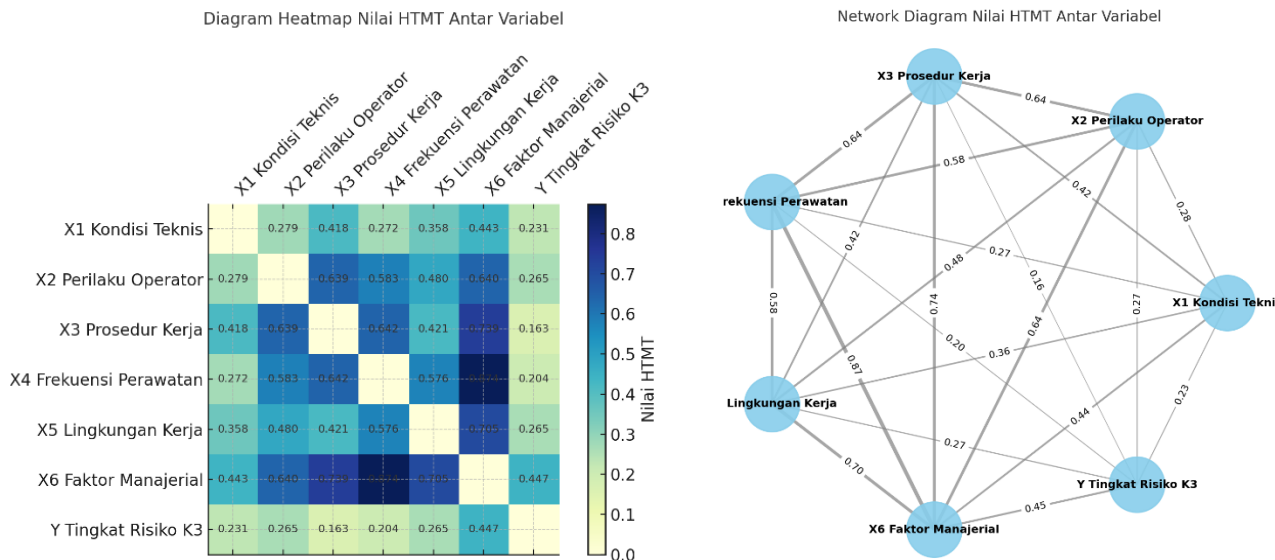 Diagram Heatmap Nilai HTMT Antar Variabel
X1 Kondisi Teknis
X2 Perilaku Operator
X3 Prosedur Kerja
X4 Frekuensi Perawatan
X5 Lingkungan Kerja
X6 Faktor Manajerial
Y Tingkat Risiko K3
X1 Kondisi Teknis
0.279 0.418 0.272 0.358 0.443 0.231
X2 Perilaku Operator
0.279 0.639 0.583 0.480 0.640 0.265
X3 Prosedur Kerja
0.418 0.639 0.642 0.421 0.163
X4 Frekuensi Perawatan
0.272 0.583 0.642 0.576 0.204
X5 Lingkungan Kerja
0.358 0.480 0.421 0.576 0.705 0.265
X6 Faktor Manajerial
0.443 0.640 0.705 0.447
Y Tingkat Risiko K3
0.231 0.265 0.163 0.204 0.265 0.447
0.8
0.7
0.6
0.5
0.4
0.3
0.2
0.1
0.0
Nilai HTMT
Network Diagram Nilai HTMT Antar Variabel
X3 Prosedur Kerja
0.64
X2 Perilaku Operator
0.64
0.58
0.42
0.28
rekuensi Perawatan
0.42
0.27
0.48
0.16
0.58
0.74
0.64
0.27
X1 Kondisi Tekni
0.20
0.36
0.87
0.23
Lingkungan Kerja
0.44
0.27
0.70
Y Tingkat Risiko K3
0.45
X6 Faktor Manajerial